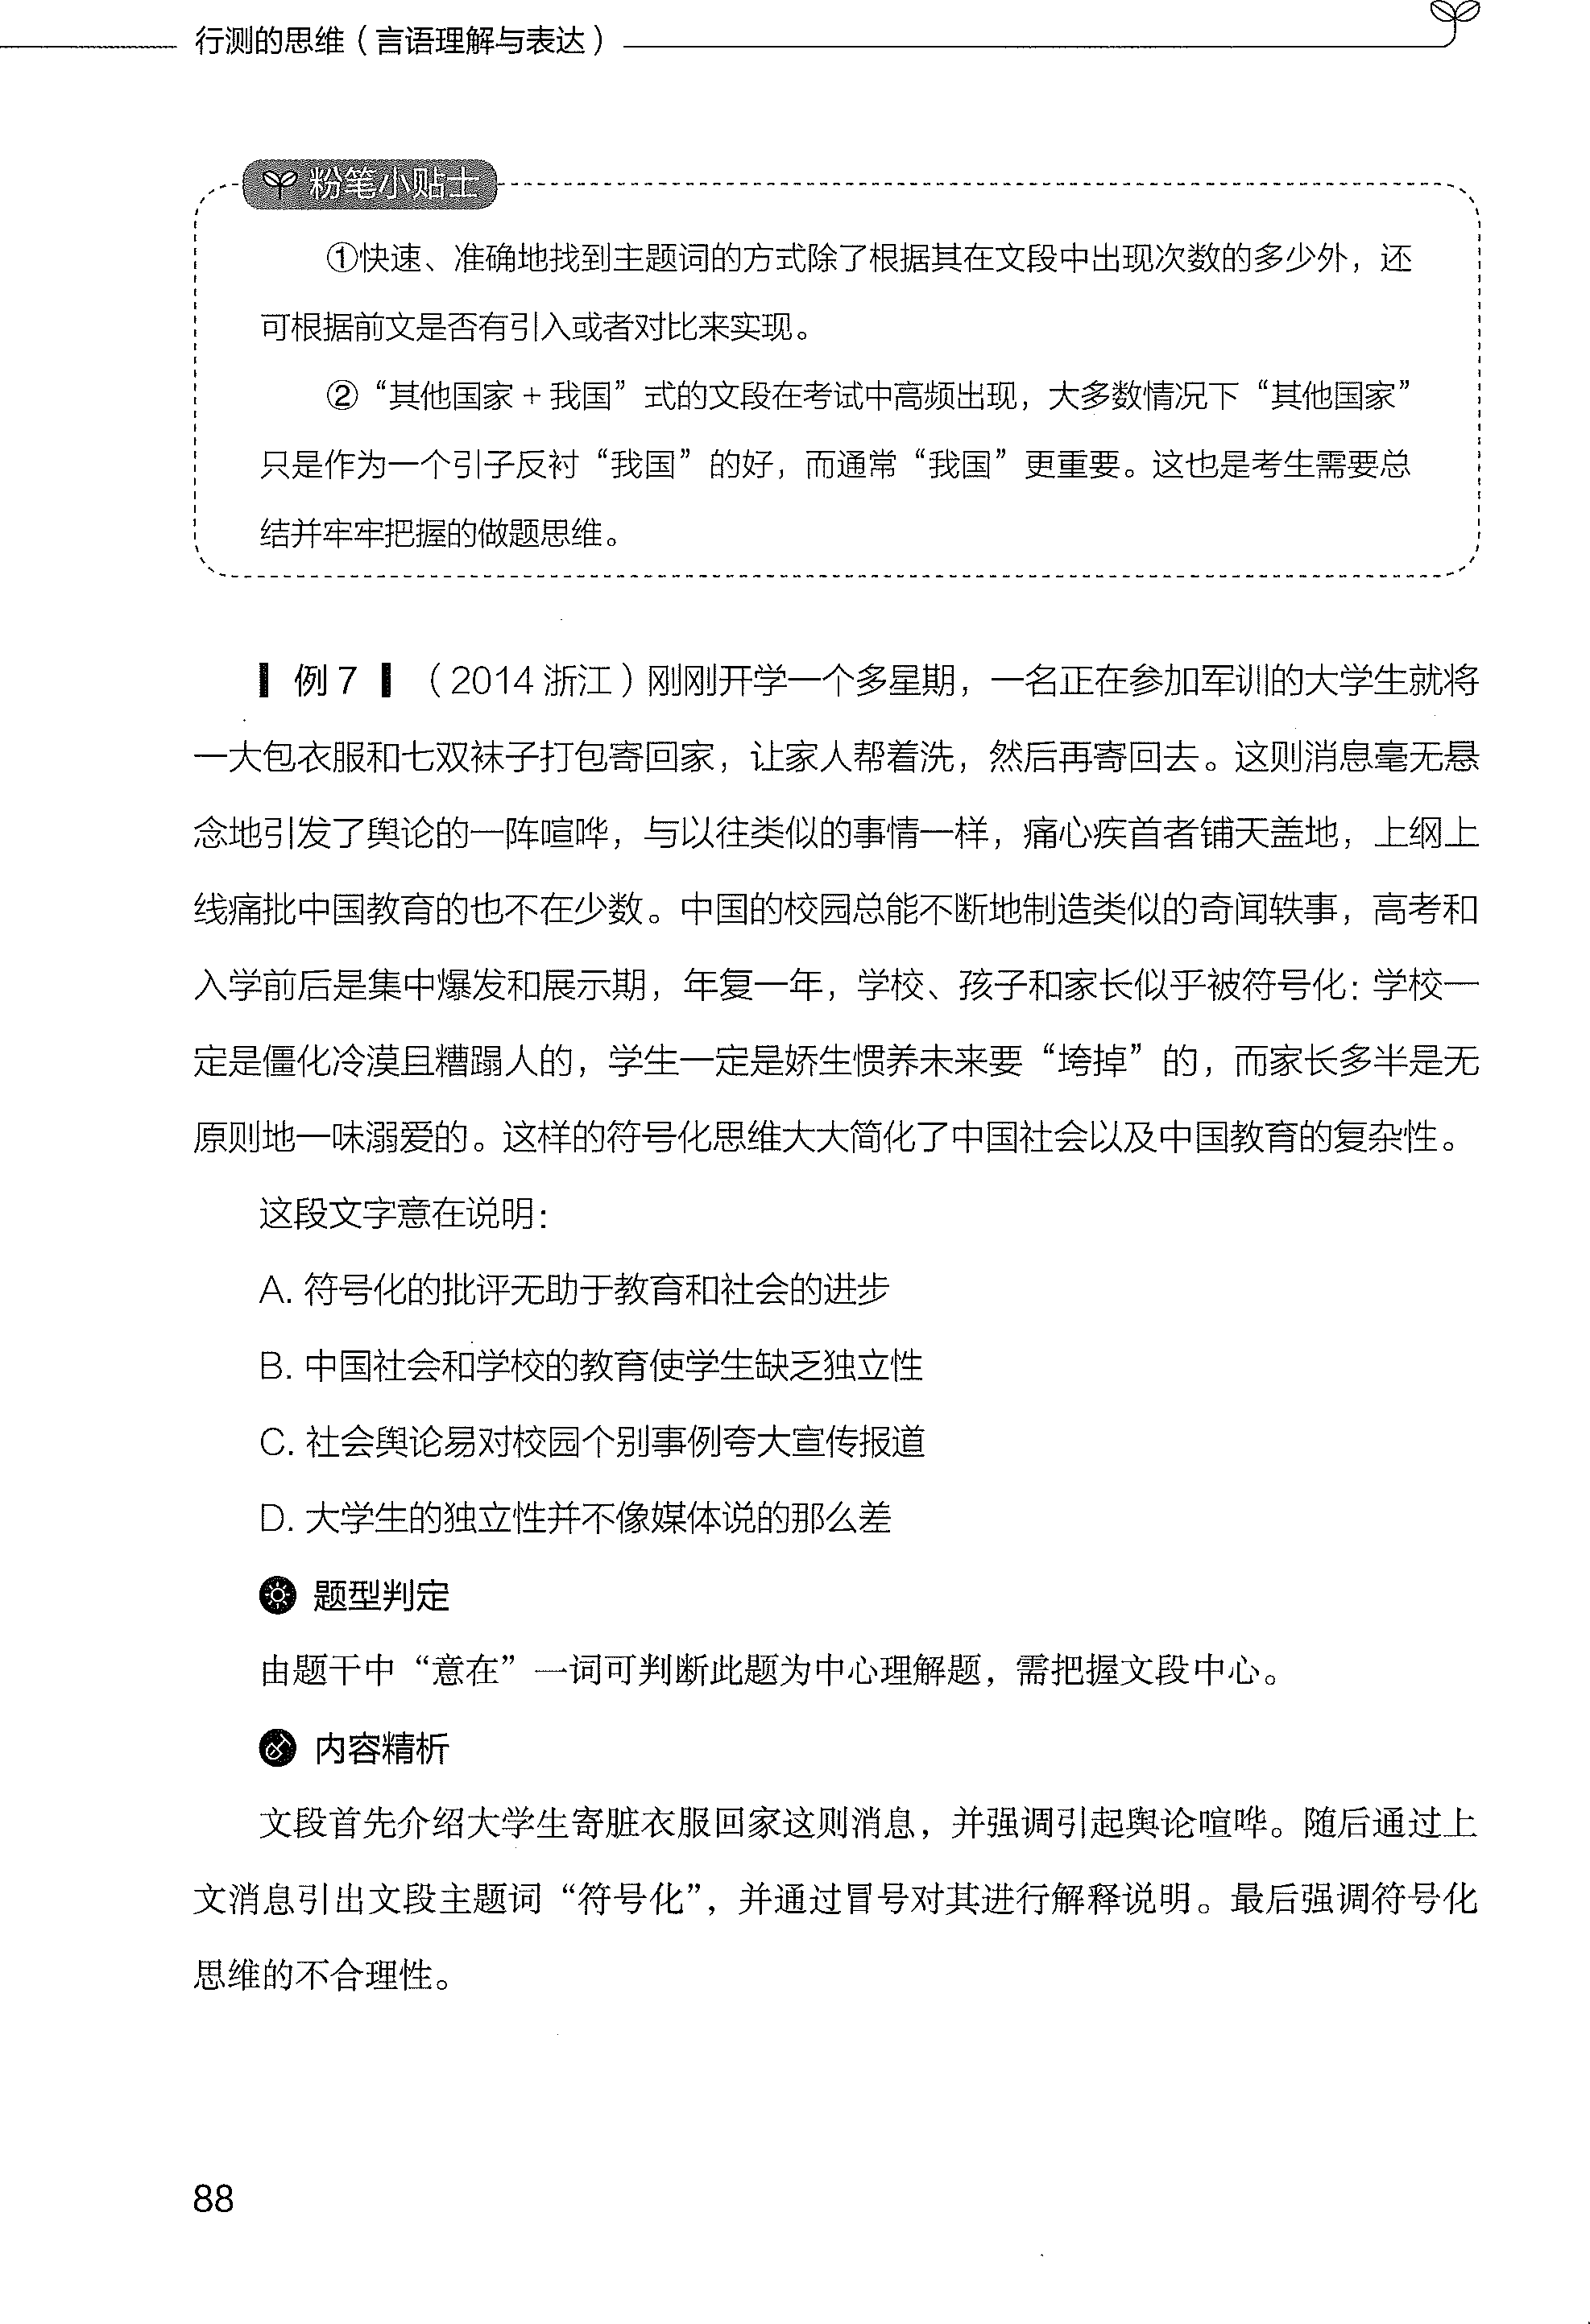 行测的思维（言语理解与表达）
粉笔小贴士
①快速、准确地找到主题词的方式除了根据其在文段中出现次数的多少外，还
可根据前文是否有引入或者对比来实现。
②“其他国家+我国”式的文段在考试中高频出现，大多数情况下“其他国家”
只是作为一个引子反衬“我国”的好，而通常“我国”更重要。这也是考生需要总
结并牢牢把握的做题思维。
例7（2014浙江）刚刚开学一个多星期，一名正在参加军训的大学生就将
一大包衣服和七双袜子打包寄回家，让家人帮着洗，然后再寄回去。这则消息毫无悬
念地引发了舆论的一阵喧哗，与以往类似的事情一样，痛心疾首者铺天盖地，上纲上
线痛批中国教育的也不在少数。中国的校园总能不断地制造类似的奇闻轶事，高考和
入学前后是集中爆发和展示期，年复一年，学校、孩子和家长似乎被符号化：学校一
定是僵化冷漠且糟蹋人的，学生一定是娇生惯养未来要“垮掉”的，而家长多半是无
原则地一味溺爱的。这样的符号化思维大大简化了中国社会以及中国教育的复杂性。
这段文字意在说明：
A. 符号化的批评无助于教育和社会的进步
B. 中国社会和学校的教育使学生缺乏独立性
C. 社会舆论易对校园个别事例夸大宣传报道
D. 大学生的独立性并不像媒体说的那么差
题型判定
由题干中“意在”一词可判断此题为中心理解题，需把握文段中心。
内容精析
文段首先介绍大学生寄脏衣服回家这则消息，并强调引起舆论喧哗。随后通过上
文消息引出文段主题词“符号化”，并通过冒号对其进行解释说明。最后强调符号化
思维的不合理性。
88